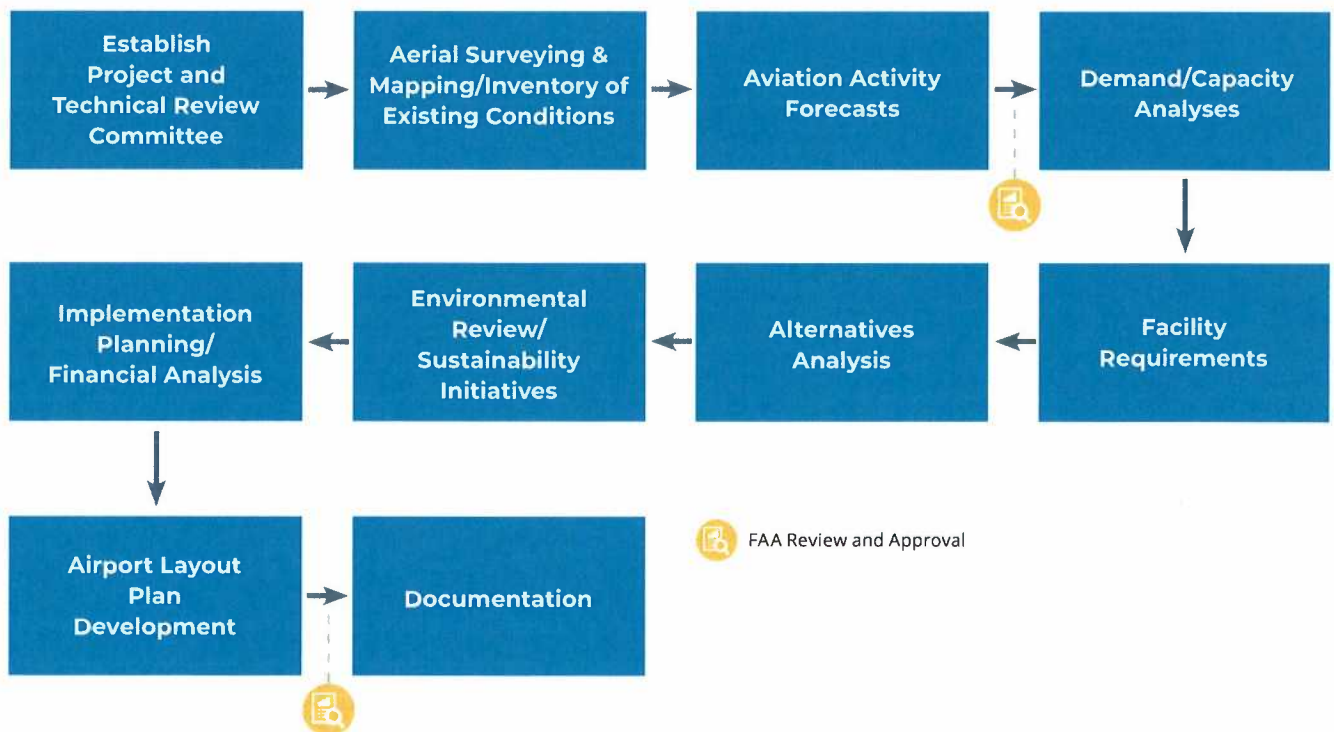 Establish
Project and
Technical Review
Committee
Aerial Surveying &
Mapping/Inventory of
Existing Conditions
Aviation Activity
Forecasts
Demand/Capacity
Analyses
Facility
Requirements
Alternatives
Analysis
Environmental
Review/
Sustainability
Initiatives
Implementation
Planning/
Financial Analysis
Airport Layout
Plan
Development
Documentation
FAA Review and Approval